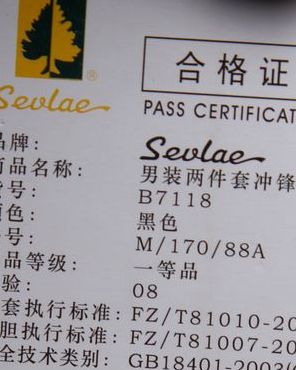 ®
Sevlae
合格证
PASS CERTIFICAT
品牌: Sevlae
商品名称: 男装两件套冲锋
货号: B7118
颜色: 黑色
号: M/170/88A
品等级: 一等品
验: 08
套执行标准: FZ/T81010-20
胆执行标准: FZ/T81007-20
全技术类别: GB18401-2003(